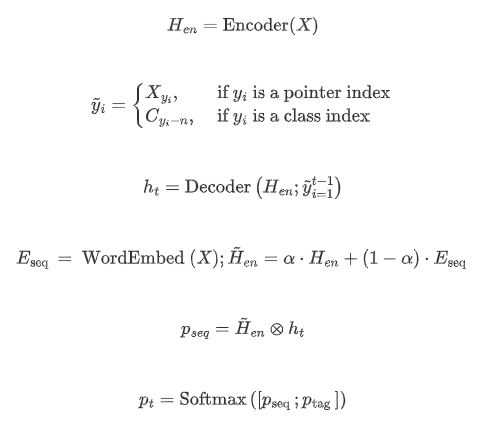 H_en = Encoder(X)
ỹ_i = { X_{y_i}, if y_i is a pointer index
C_{y_i−n}, if y_i is a class index
h_t = Decoder (H_en; ỹ_{i=1}^{t−1})
E_seq = WordEmbed (X); H̃_en = α · H_en + (1 − α) · E_seq
p_seq = H̃_en ⊗ h_t
p_t = Softmax ([p_seq ; p_tag ])